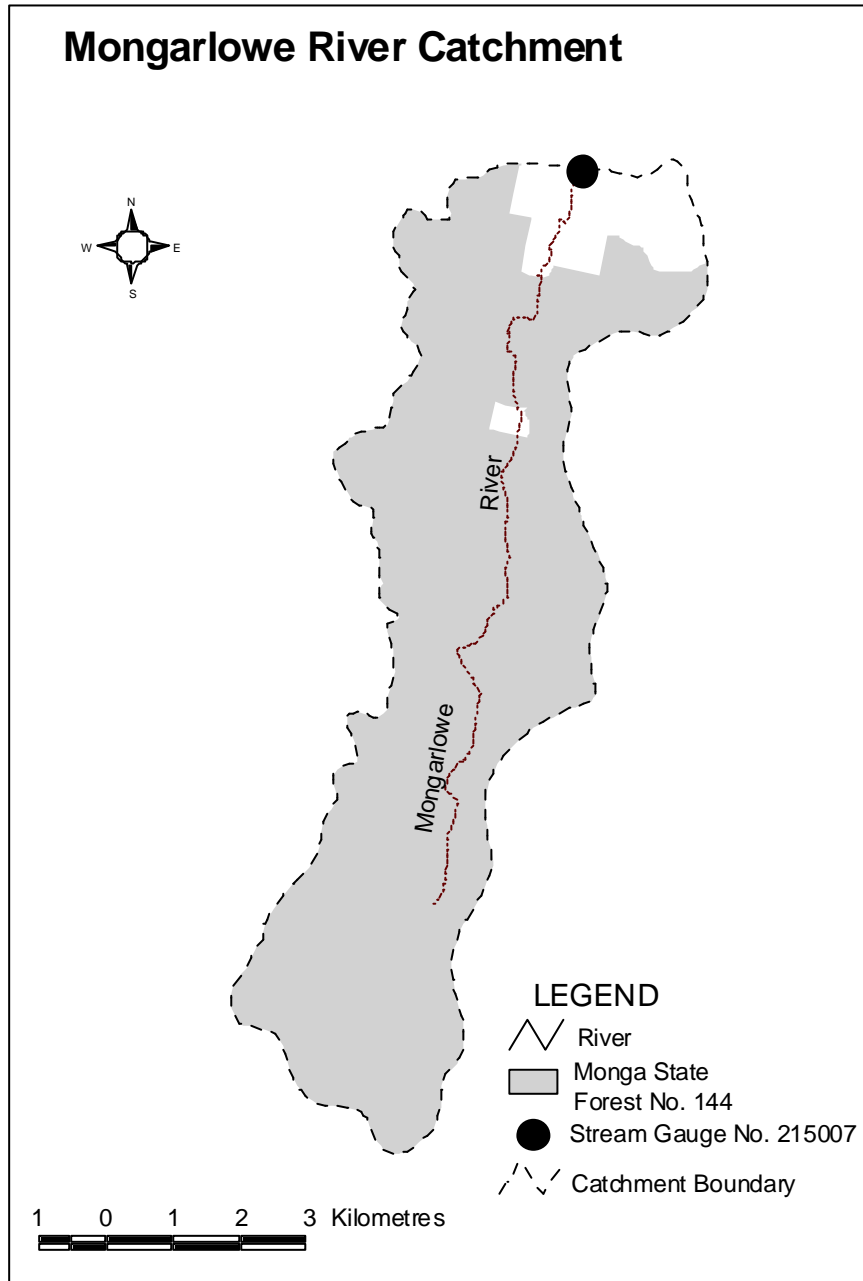 Mongarlowe River Catchment
N
W
E
S
River
Mongarlowe
LEGEND
River
Monga State
Forest No. 144
Stream Gauge No. 215007
Catchment Boundary
1 0 1 2 3 Kilometres